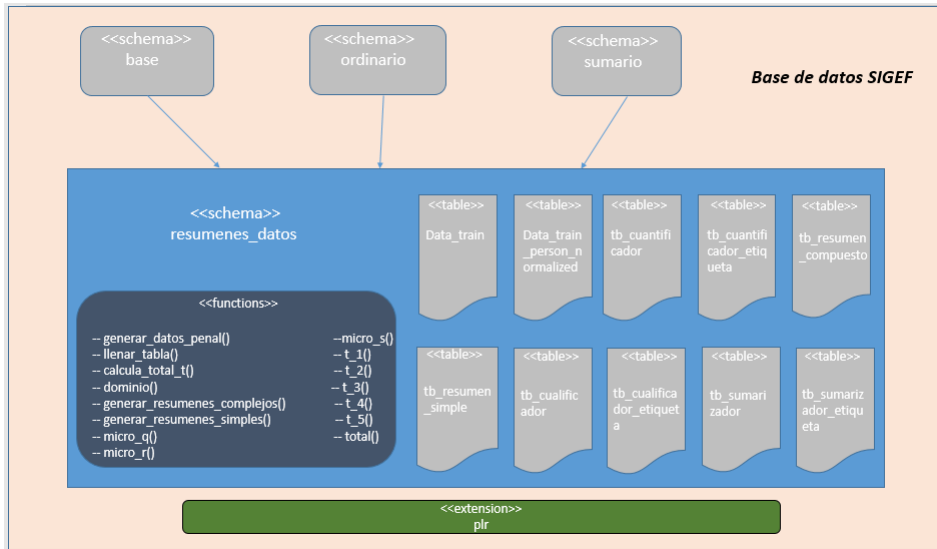 <<schema>>
base
<<schema>>
ordinario
<<schema>>
sumario
Base de datos SIGEF
<<schema>>
resumenes_datos
<<functions>>
-- generar_datos_penal()
-- llenar_tabla()
-- calcula_total_t()
-- dominio()
-- generar_resumenes_complejos()
-- generar_resumenes_simples()
-- micro_q()
-- micro_r()
--micro_s()
-- t_1()
-- t_2()
-- t_3()
-- t_4()
-- t_5()
-- total()
<<table>>
Data_train
<<table>>
Data_train
_person_n
ormalized
<<table>>
tb_cuantifi
cador
<<table>>
tb_cuantifi
cador_etiq
ueta
<<table>>
tb_resumen
_compuesto
<<table>>
tb_resumen
_simple
<<table>>
tb_cualific
ador
<<table>>
tb_cualifica
dor_etiquet
a
<<table>>
tb_sumari
zador
<<table>>
tb_sumariz
ador_etiqu
eta
<<extension>>
plr